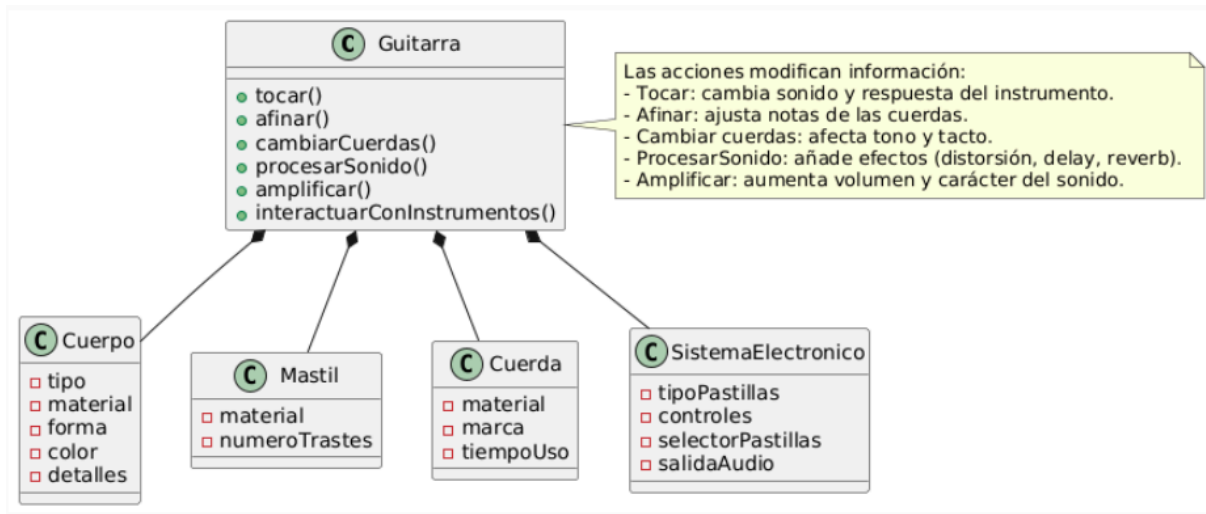 C Guitarra
tocar()
afinar()
cambiarCuerdas()
procesarSonido()
amplificar()
interactuarConInstrumentos()
Las acciones modifican información:
- Tocar: cambia sonido y respuesta del instrumento.
- Afinar: ajusta notas de las cuerdas.
- Cambiar cuerdas: afecta tono y tacto.
- ProcesarSonido: añade efectos (distorsión, delay, reverb).
- Amplificar: aumenta volumen y carácter del sonido.
C Cuerpo
tipo
material
forma
color
detalles
C Mastil
material
numeroTrastes
C Cuerda
material
marca
tiempoUso
C SistemaElectronico
tipoPastillas
controles
selectorPastillas
salidaAudio